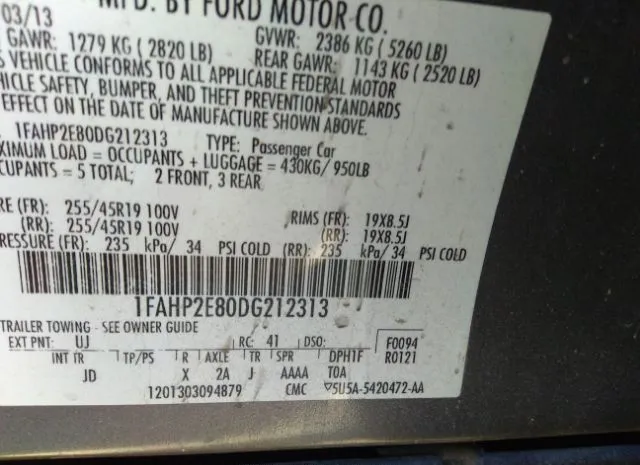 MFD. BY FORD MOTOR CO.
03/13 GVWR: 2386 KG ( 5260 LB)
GAWR: 1279 KG ( 2820 LB) REAR GAWR: 1143 KG ( 2520 LB)
VEHICLE CONFORMS TO ALL APPLICABLE FEDERAL MOTOR
HICLE SAFETY, BUMPER, AND THEFT PREVENTION STANDARDS
EFFECT ON THE DATE OF MANUFACTURE SHOWN ABOVE.
1FAHP2E80DG212313 TYPE: Passenger Car
XIMUM LOAD = OCCUPANTS + LUGGAGE = 430KG/ 950LB
CUPANTS = 5 TOTAL; 2 FRONT, 3 REAR
RE (FR): 255/45R19 100V RIMS (FR): 19X8.5J
(RR): 255/45R19 100V (RR): 19X8.5J
RESSURE (FR): 235 kPa/ 34 PSI COLD (RR): 235 kPa/ 34 PSI COLD
1FAHP2E80DG212313
TRAILER TOWING - SEE OWNER GUIDE
EXT PNT: UJ RC: 41 DSO: F0094
R0121
INT TR TP/PS R AXLE TR SPR DPH1F
JD X 2A J AAAA T0A
1201303094879 CMC ▽5U5A-5420472-AA